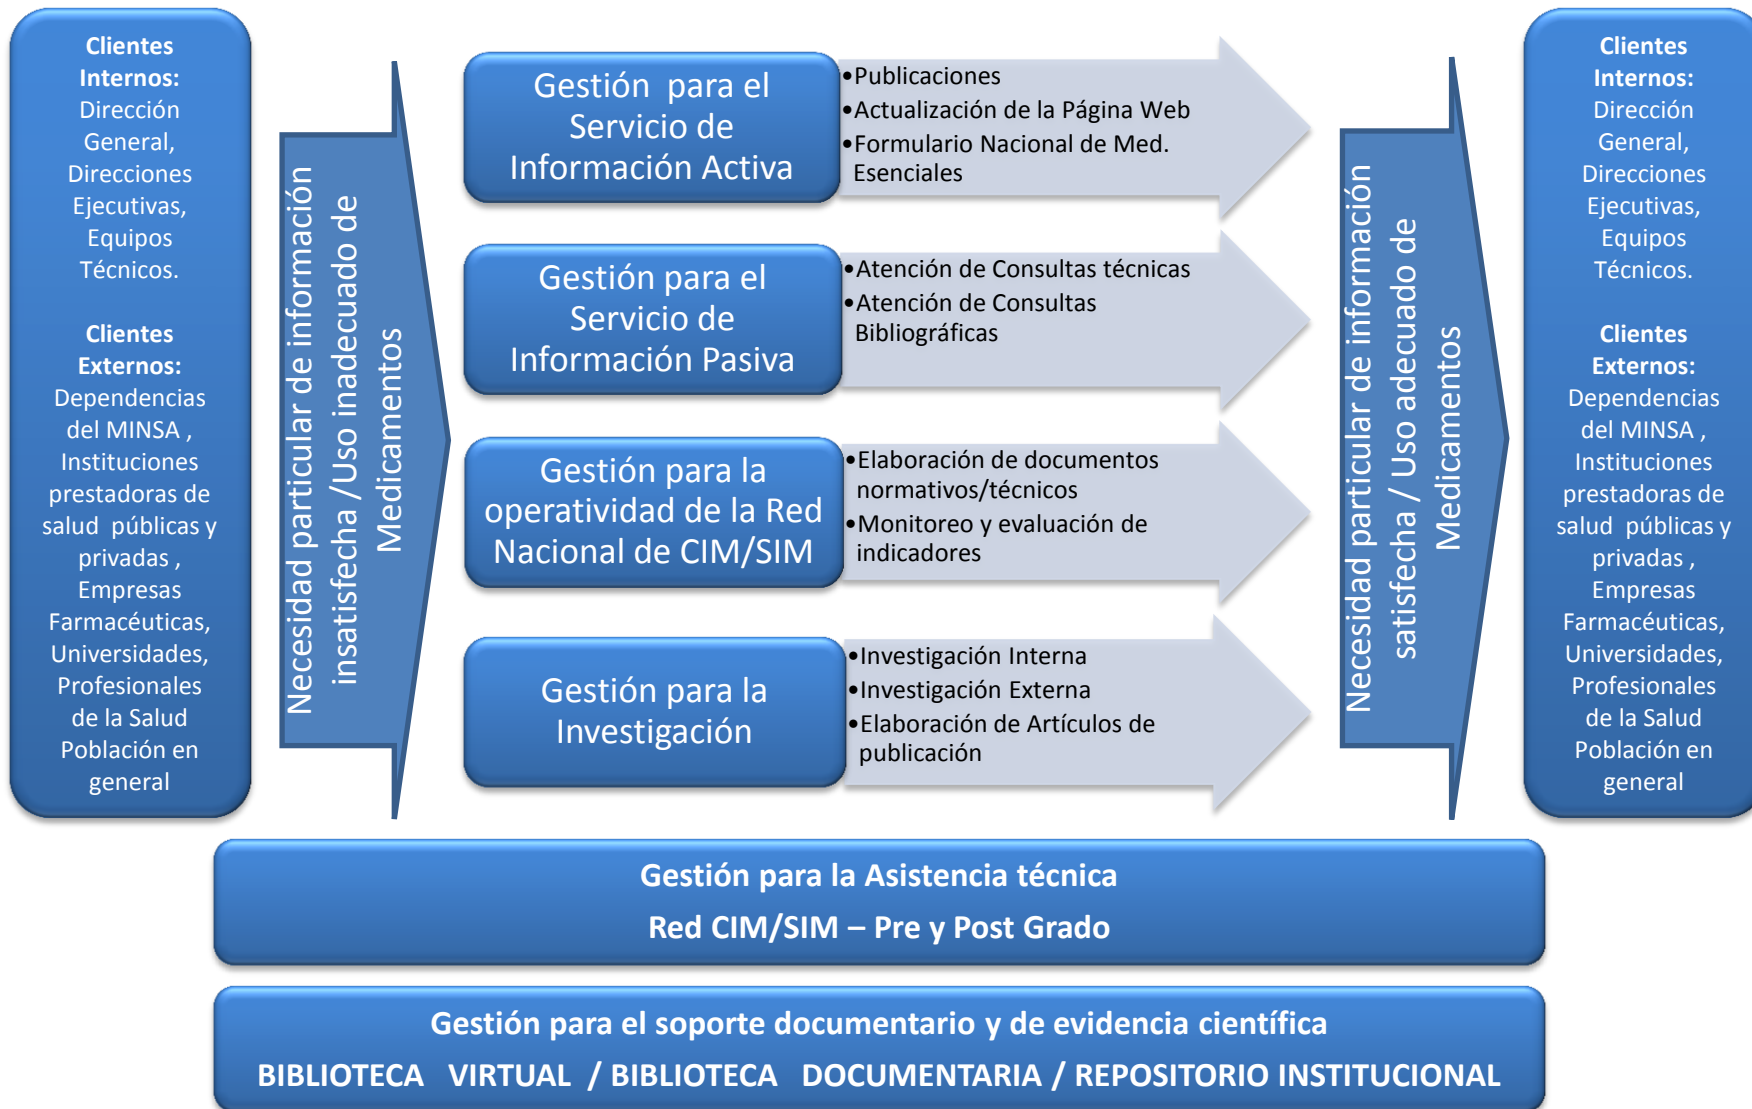 Clientes
Internos:
Dirección
General,
Direcciones
Ejecutivas,
Equipos
Técnicos.
Clientes
Externos:
Dependencias
del MINSA ,
Instituciones
prestadoras de
salud públicas y
privadas ,
Empresas
Farmacéuticas,
Universidades,
Profesionales
de la Salud
Población en
general
Necesidad particular de información
insatisfecha /Uso inadecuado de
Medicamentos
Gestión para el
Servicio de
Información Activa
•Publicaciones
•Actualización de la Página Web
•Formulario Nacional de Med.
Esenciales
Gestión para el
Servicio de
Información Pasiva
•Atención de Consultas técnicas
•Atención de Consultas
Bibliográficas
Gestión para la
operatividad de la Red
Nacional de CIM/SIM
•Elaboración de documentos
normativos/técnicos
•Monitoreo y evaluación de
indicadores
Gestión para la
Investigación
•Investigación Interna
•Investigación Externa
•Elaboración de Artículos de
publicación
Necesidad particular de información
satisfecha / Uso adecuado de
Medicamentos
Clientes
Internos:
Dirección
General,
Direcciones
Ejecutivas,
Equipos
Técnicos.
Clientes
Externos:
Dependencias
del MINSA ,
Instituciones
prestadoras de
salud públicas y
privadas ,
Empresas
Farmacéuticas,
Universidades,
Profesionales
de la Salud
Población en
general
Gestión para la Asistencia técnica
Red CIM/SIM – Pre y Post Grado
Gestión para el soporte documentario y de evidencia científica
BIBLIOTECA VIRTUAL / BIBLIOTECA DOCUMENTARIA / REPOSITORIO INSTITUCIONAL